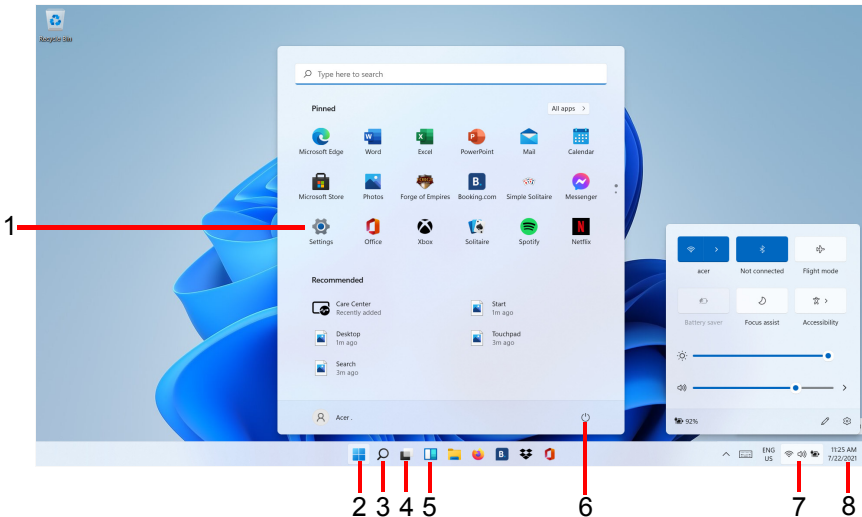 Recycle Bin
Type here to search
Pinned
All apps >
Microsoft Edge
Word
Excel
PowerPoint
Mail
Calendar
Microsoft Store
Photos
Forge of Empires
B.
Booking.com
Simple Solitaire
Messenger
1
Settings
Office
Xbox
Solitaire
Spotify
Netflix
Recommended
Care Center
Recently added
Start
1m ago
Desktop
1m ago
Touchpad
3m ago
Search
3m ago
Acer .
acer
Not connected
Flight mode
Battery saver
Focus assist
Accessibility
92%
B.
ENG
US
11:25 AM
7/22/2021
2 3 4 5 6 7 8